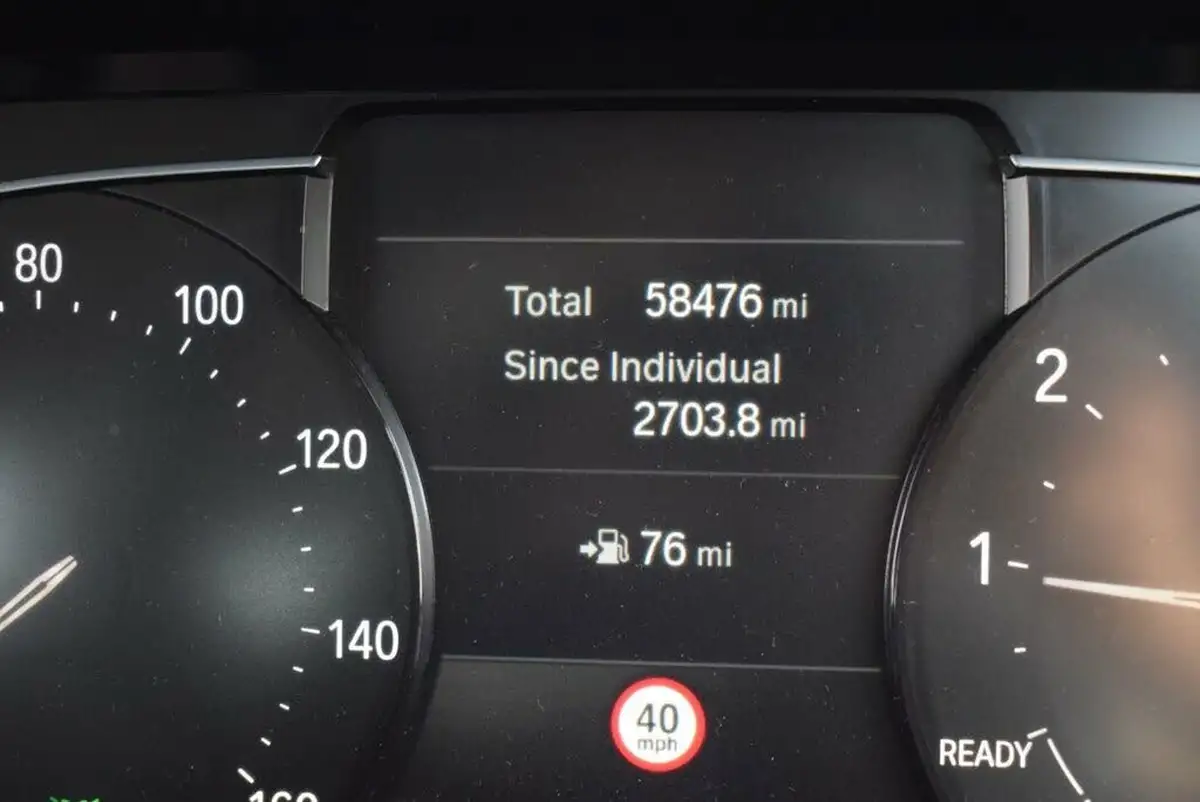 80
100
120
140
160
Total 58476 mi
Since Individual
2703.8 mi
76 mi
40
mph
2
1
READY